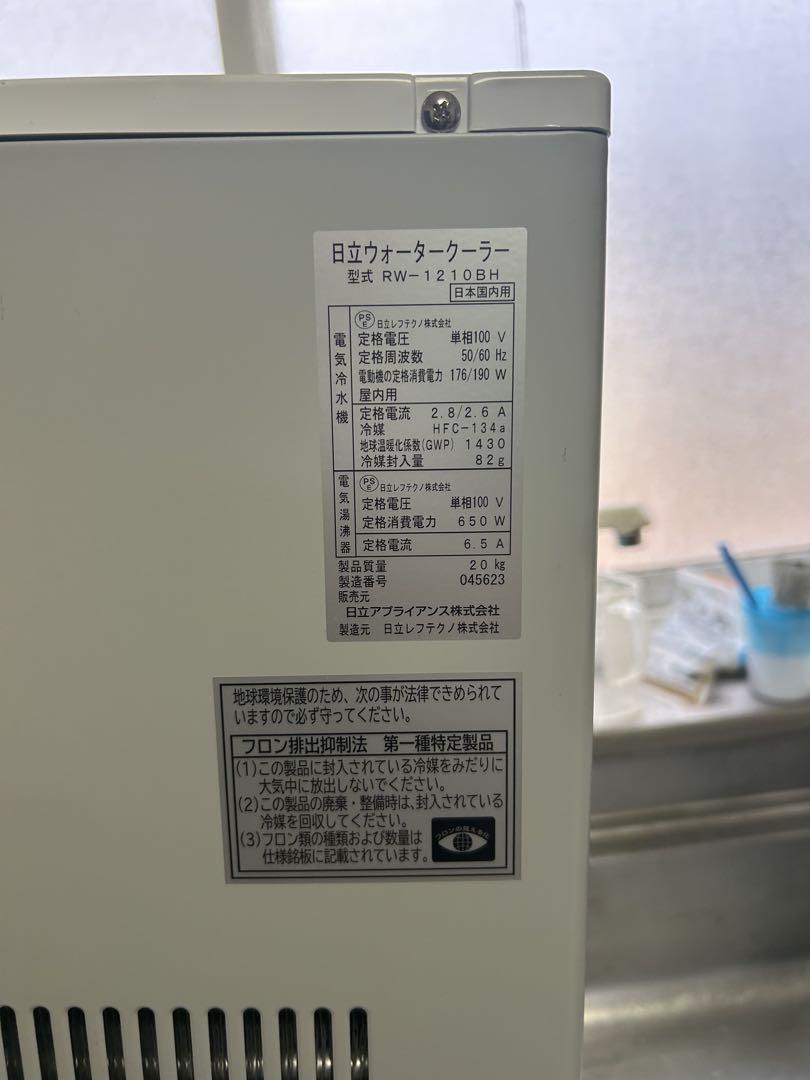 日立ウォータークーラー
型式 RW-1210BH
日本国内用
電気冷水機
PSE 日立レフテクノ株式会社
定格電圧 単相100 V
定格周波数 50/60 Hz
電動機の定格消費電力 176/190 W
屋内用
定格電流 2.8/2.6 A
冷媒 HFC-134a
地球温暖化係数(GWP) 1430
冷媒封入量 82g
電気湯沸器
PSE 日立レフテクノ株式会社
定格電圧 単相100 V
定格消費電力 650 W
定格電流 6.5 A
製品質量 20 kg
製造番号 045623
販売元
日立アプライアンス株式会社
製造元 日立レフテクノ株式会社
地球環境保護のため、次の事が法律できめられて
いますので必ず守ってください。
フロン排出抑制法 第一種特定製品
(1)この製品に封入されている冷媒をみだりに
大気中に放出しないでください。
(2)この製品の廃棄・整備時は、封入されている
冷媒を回収してください。
(3)フロン類の種類および数量は
仕様銘板に記載されています。
フロンの見える化